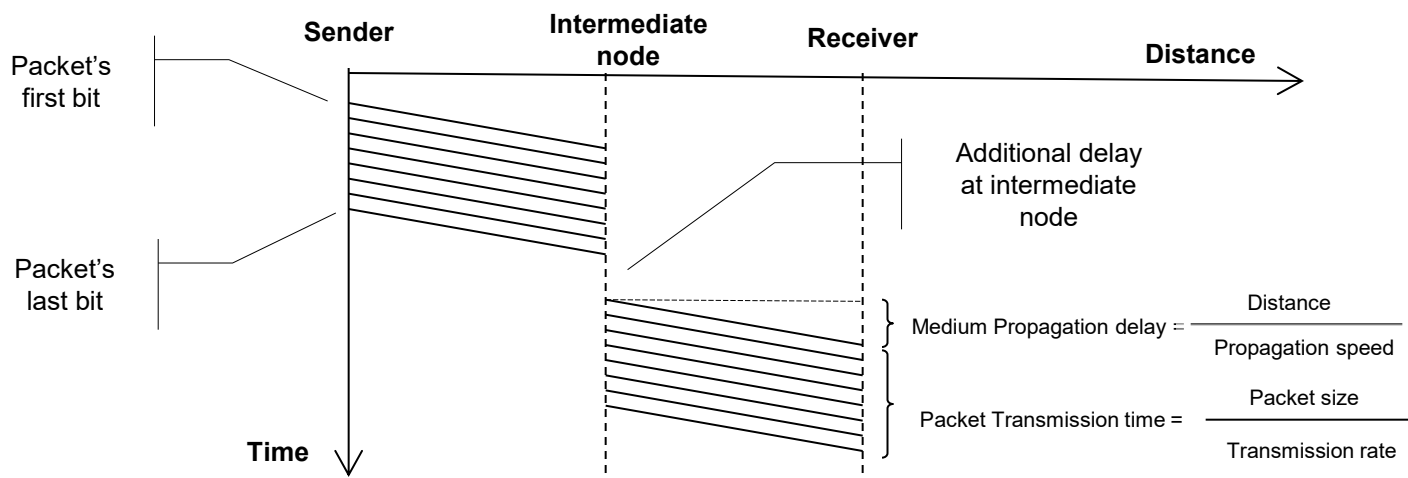 Sender
Intermediate
node
Receiver
Distance
Packet's
first bit
Additional delay
at intermediate
node
Packet's
last bit
Medium Propagation delay =
Distance
Propagation speed
Packet Transmission time =
Packet size
Transmission rate
Time